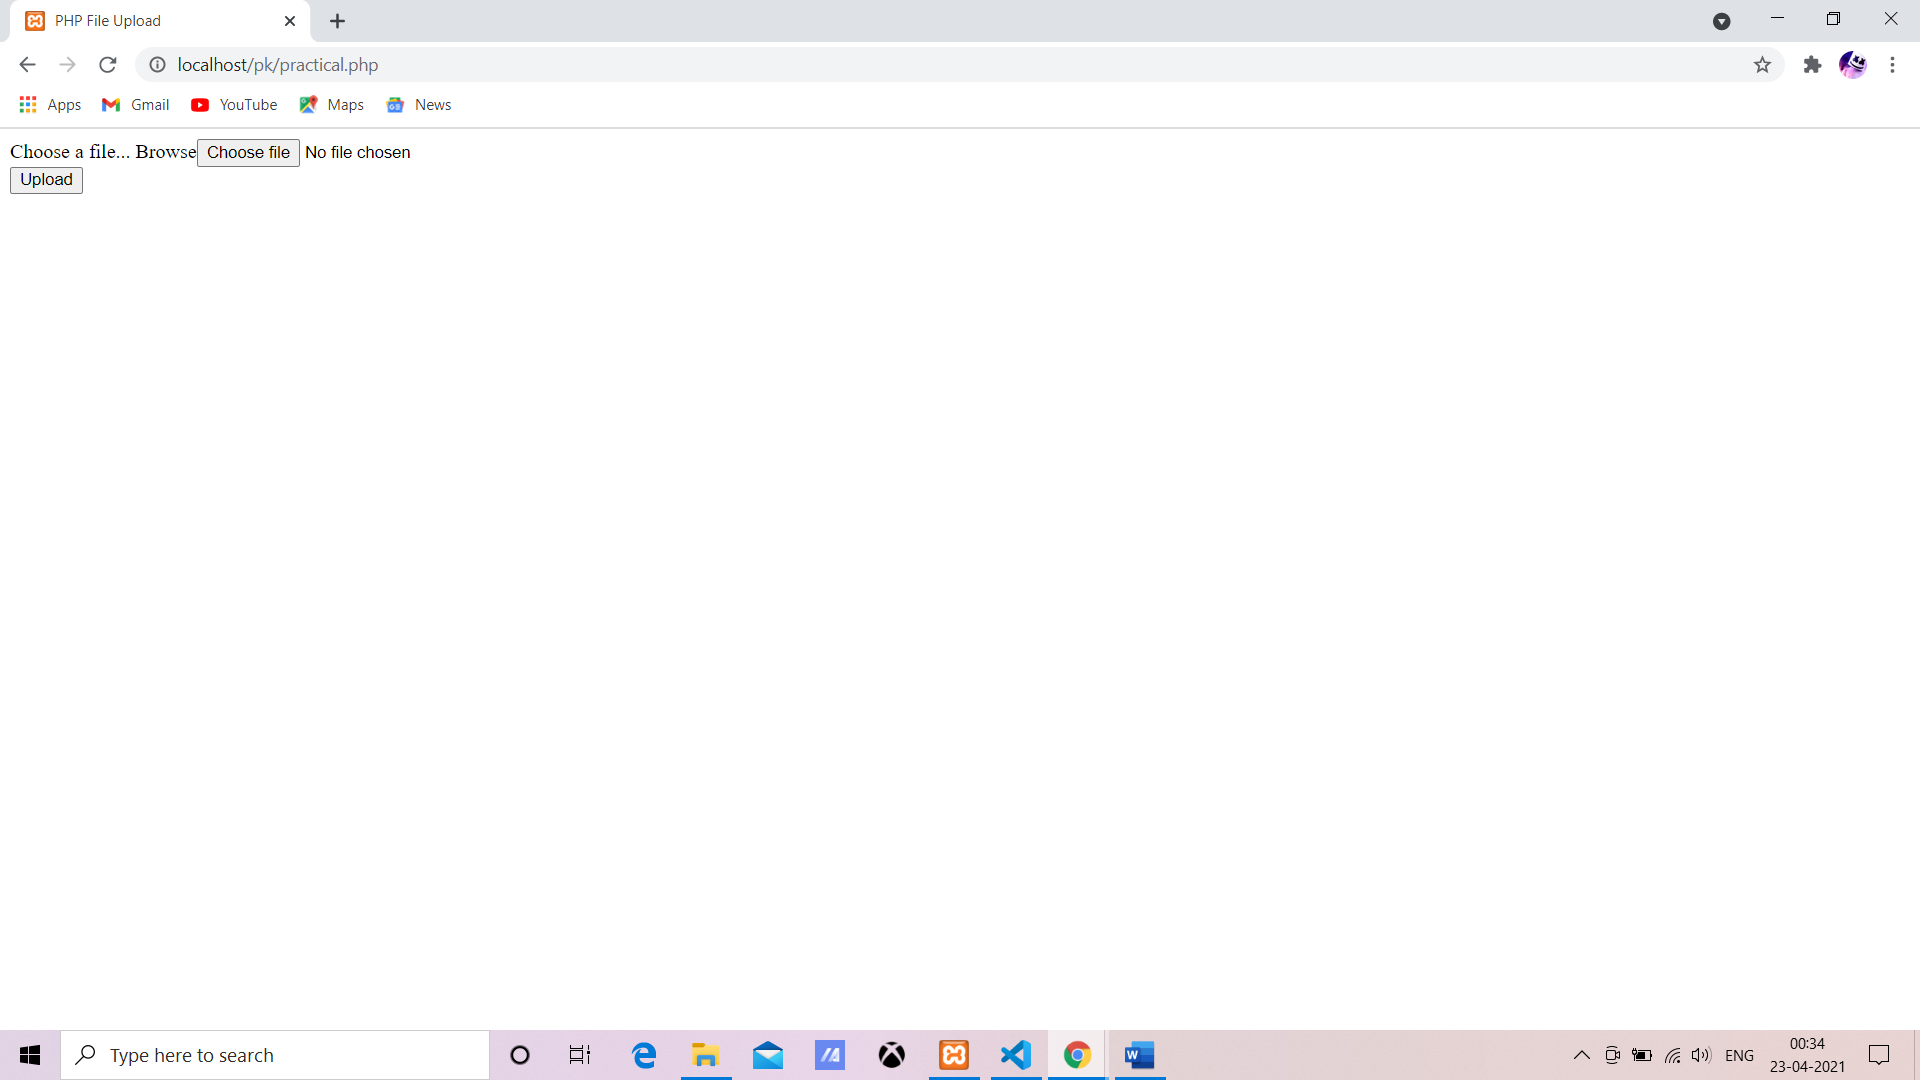 PHP File Upload
localhost/pk/practical.php
Apps Gmail YouTube Maps News
Choose a file... Browse Choose file No file chosen
Upload
Type here to search
ENG
00:34
23-04-2021